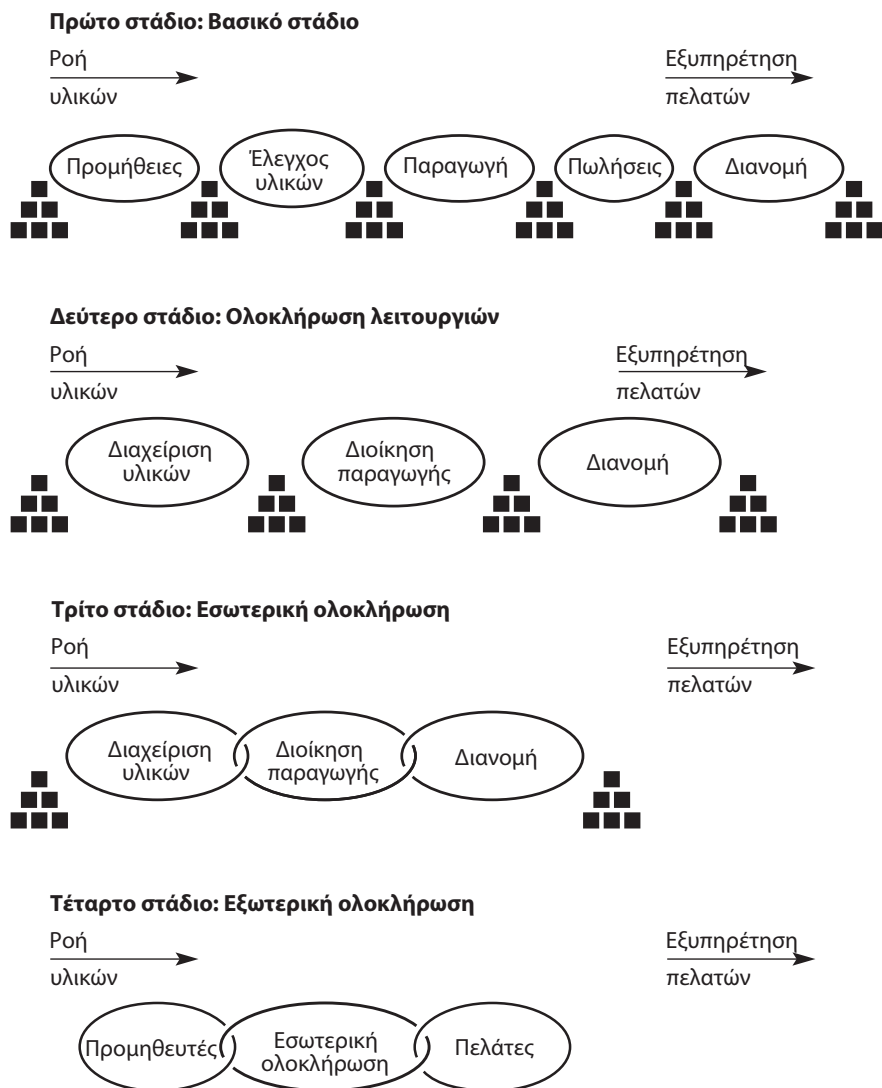 Πρώτο στάδιο: Βασικό στάδιο
Ροή
υλικών
Εξυπηρέτηση
πελατών
Προμήθειες
Έλεγχος
υλικών
Παραγωγή
Πωλήσεις
Διανομή
Δεύτερο στάδιο: Ολοκλήρωση λειτουργιών
Ροή
υλικών
Εξυπηρέτηση
πελατών
Διαχείριση
υλικών
Διοίκηση
παραγωγής
Διανομή
Τρίτο στάδιο: Εσωτερική ολοκλήρωση
Ροή
υλικών
Εξυπηρέτηση
πελατών
Διαχείριση
υλικών
Διοίκηση
παραγωγής
Διανομή
Τέταρτο στάδιο: Εξωτερική ολοκλήρωση
Ροή
υλικών
Εξυπηρέτηση
πελατών
Προμηθευτές
Εσωτερική
ολοκλήρωση
Πελάτες